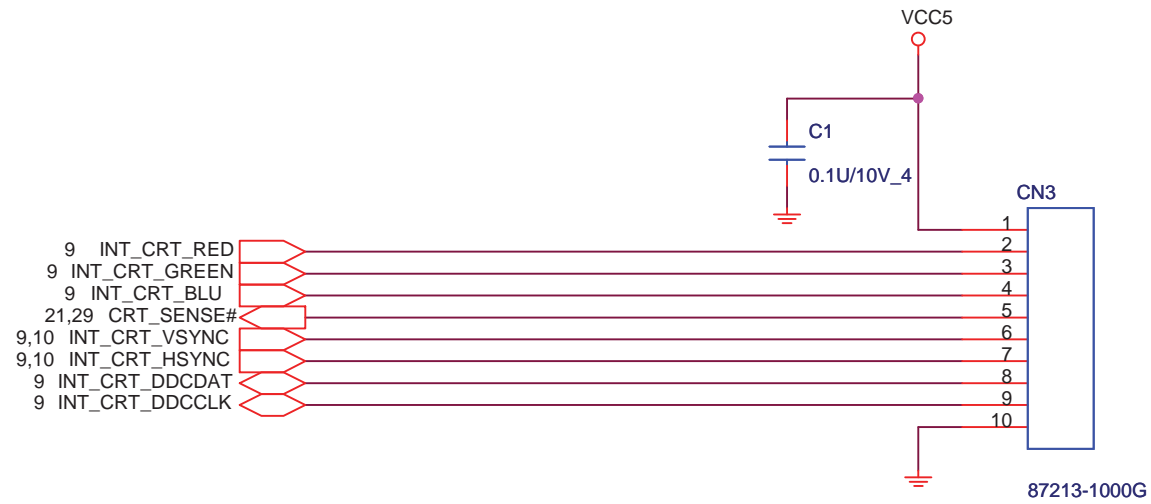 VCC5
C1
0.1U/10V_4
CN3
1
9 INT_CRT_RED 2
9 INT_CRT_GREEN 3
9 INT_CRT_BLU 4
21,29 CRT_SENSE# 5
9,10 INT_CRT_VSYNC 6
9,10 INT_CRT_HSYNC 7
9 INT_CRT_DDCDAT 8
9 INT_CRT_DDCCLK 9
10
87213-1000G